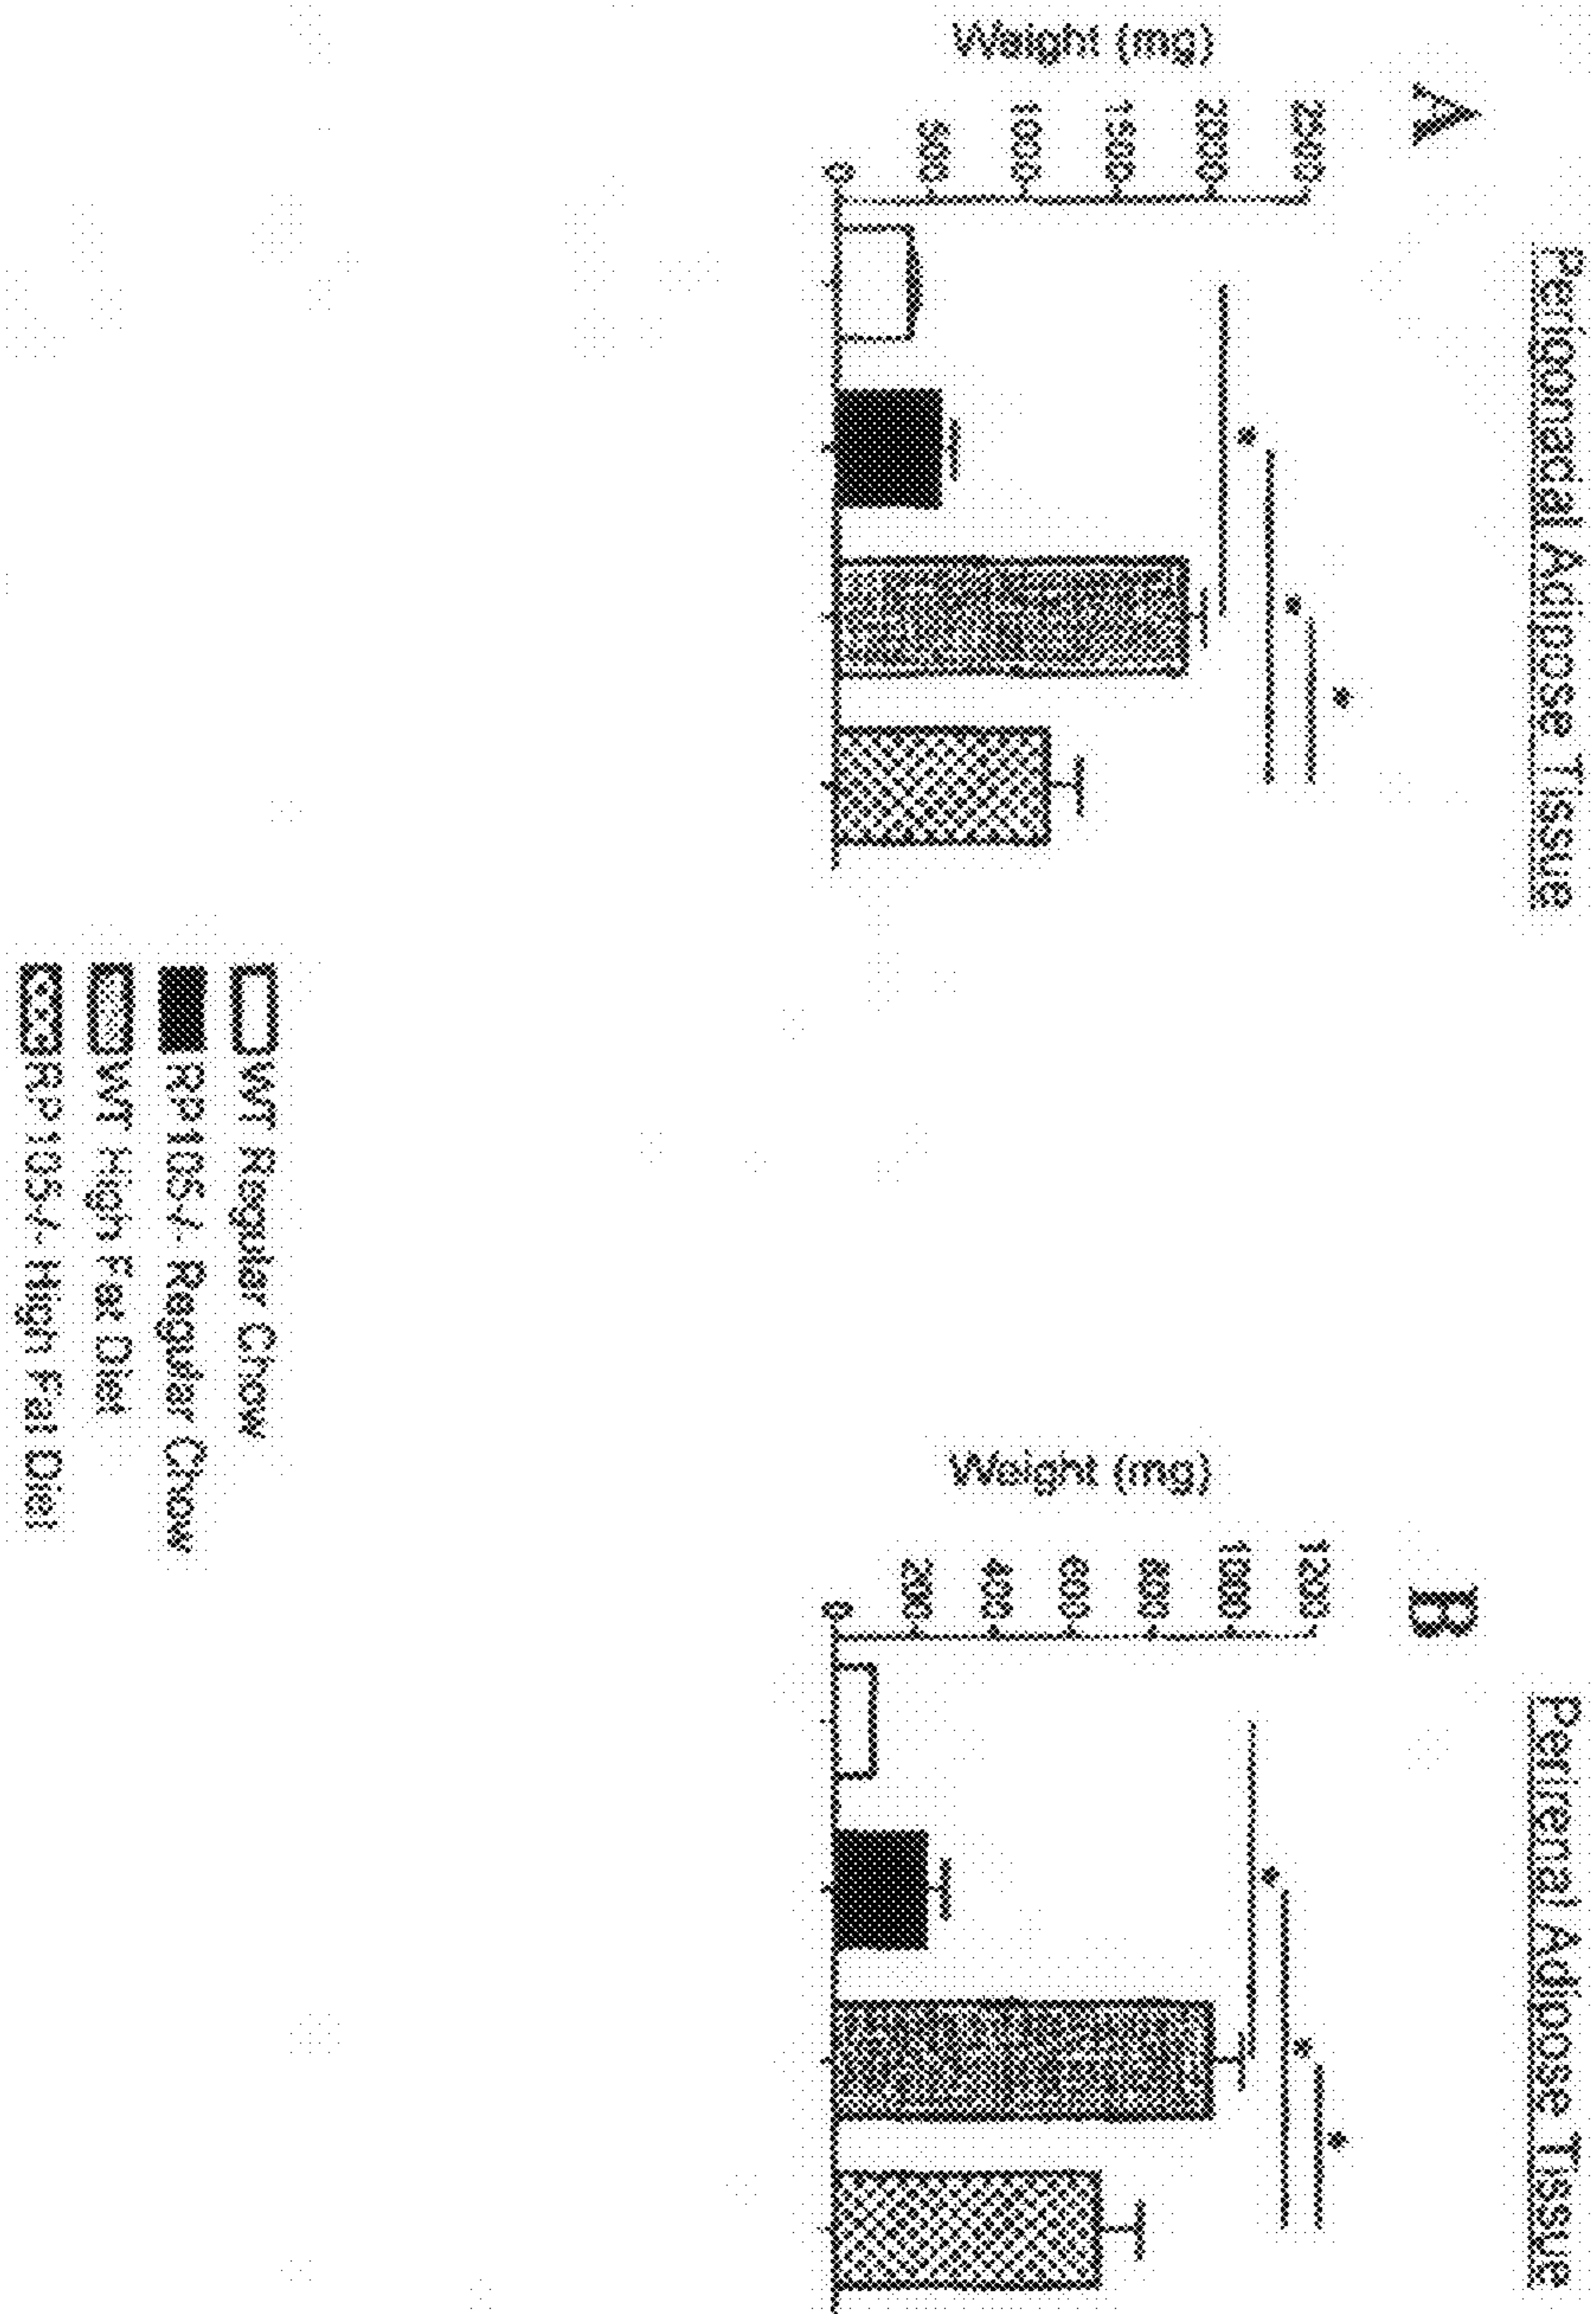 A
Perigonadal Adipose Tissue
Weight (mg)
2500
2000
1500
1000
500
0
*
*
*
B
Perirenal Adipose Tissue
Weight (mg)
1200
1000
800
600
400
200
0
*
*
*
WT Regular Chow
RP105-/- Regular Chow
WT High Fat Diet
RP105-/- High Fat Diet